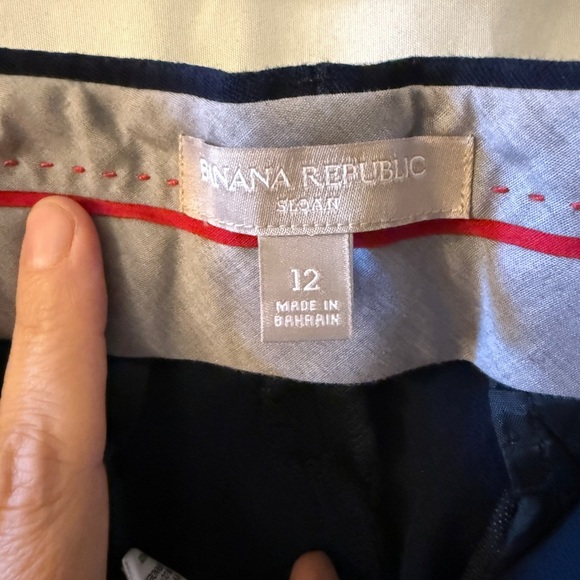 BANANA REPUBLIC
SLOAN
12
MADE IN
BAHRAIN